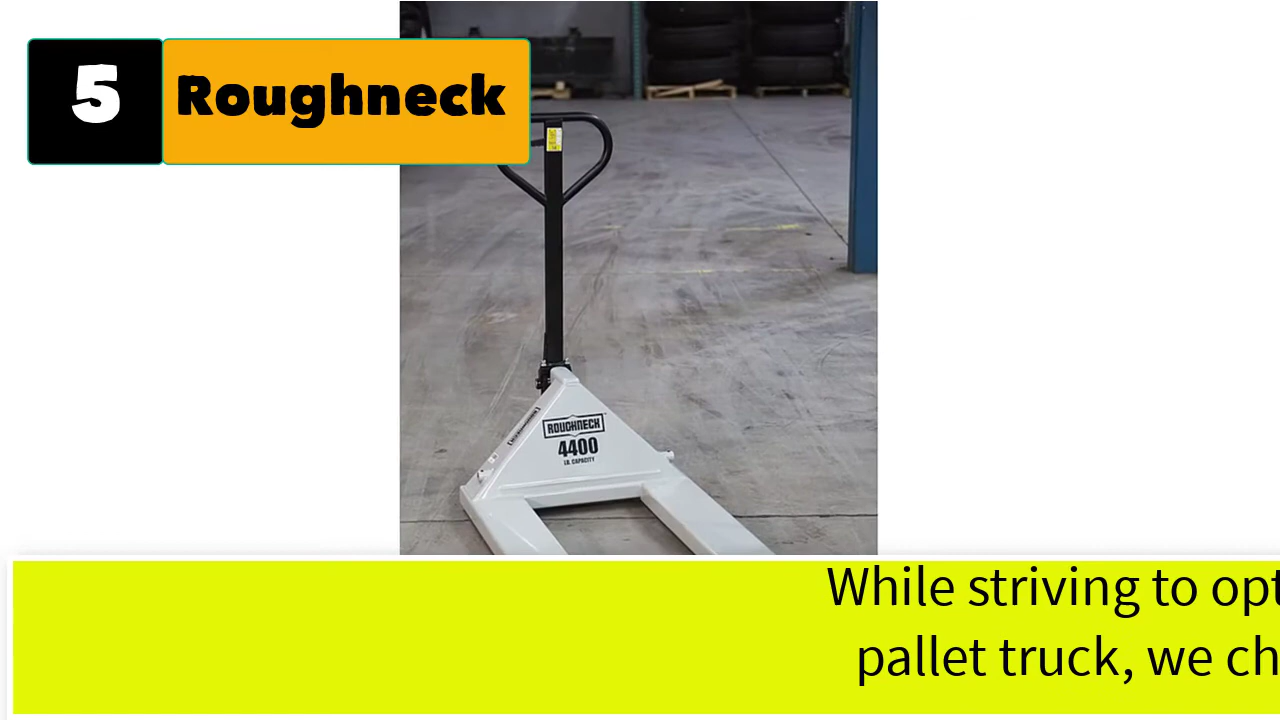 5
Roughneck
ROUGHNECK
4400
LB. CAPACITY
While striving to opt
pallet truck, we ch